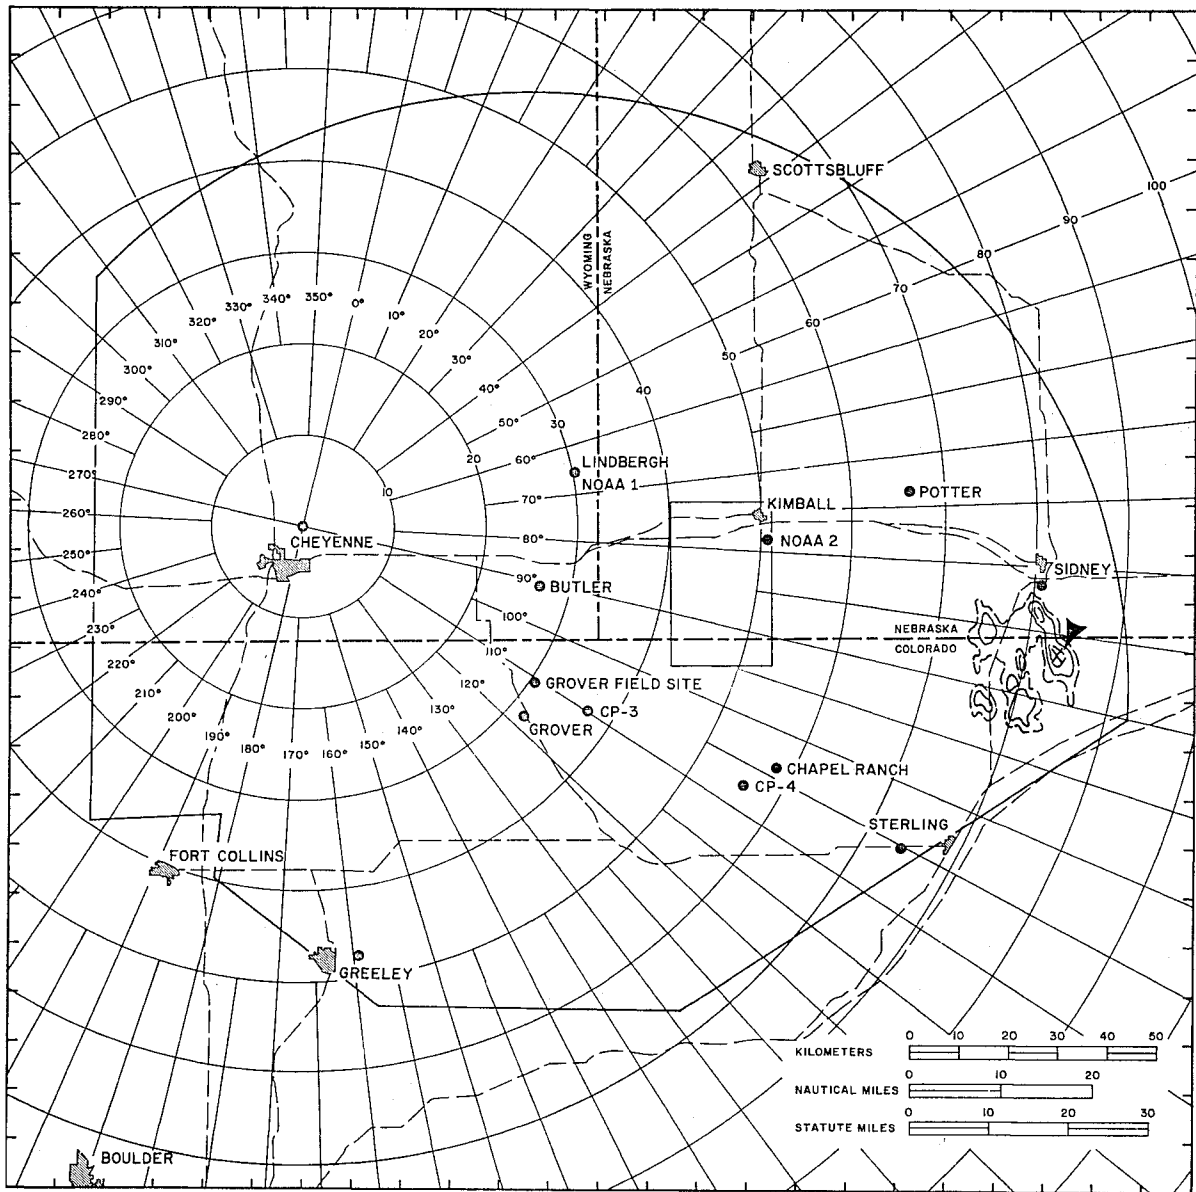 SCOTTSBLUFF
100
90
80
70
60
50
40
30
20
10
WYOMING
NEBRASKA
350°
0°
10°
20°
30°
40°
50°
60°
70°
80°
90°
100°
110°
120°
130°
140°
150°
160°
170°
180°
190°
200°
210°
220°
230°
240°
250°
260°
270°
280°
290°
300°
310°
320°
330°
340°
LINDBERGH
NOAA 1
KIMBALL
POTTER
CHEYENNE
NOAA 2
SIDNEY
BUTLER
NEBRASKA
COLORADO
GROVER FIELD SITE
CP-3
GROVER
CHAPEL RANCH
CP-4
STERLING
FORT COLLINS
GREELEY
BOULDER
0 10 20 30 40 50
KILOMETERS
0 10 20
NAUTICAL MILES
0 10 20 30
STATUTE MILES